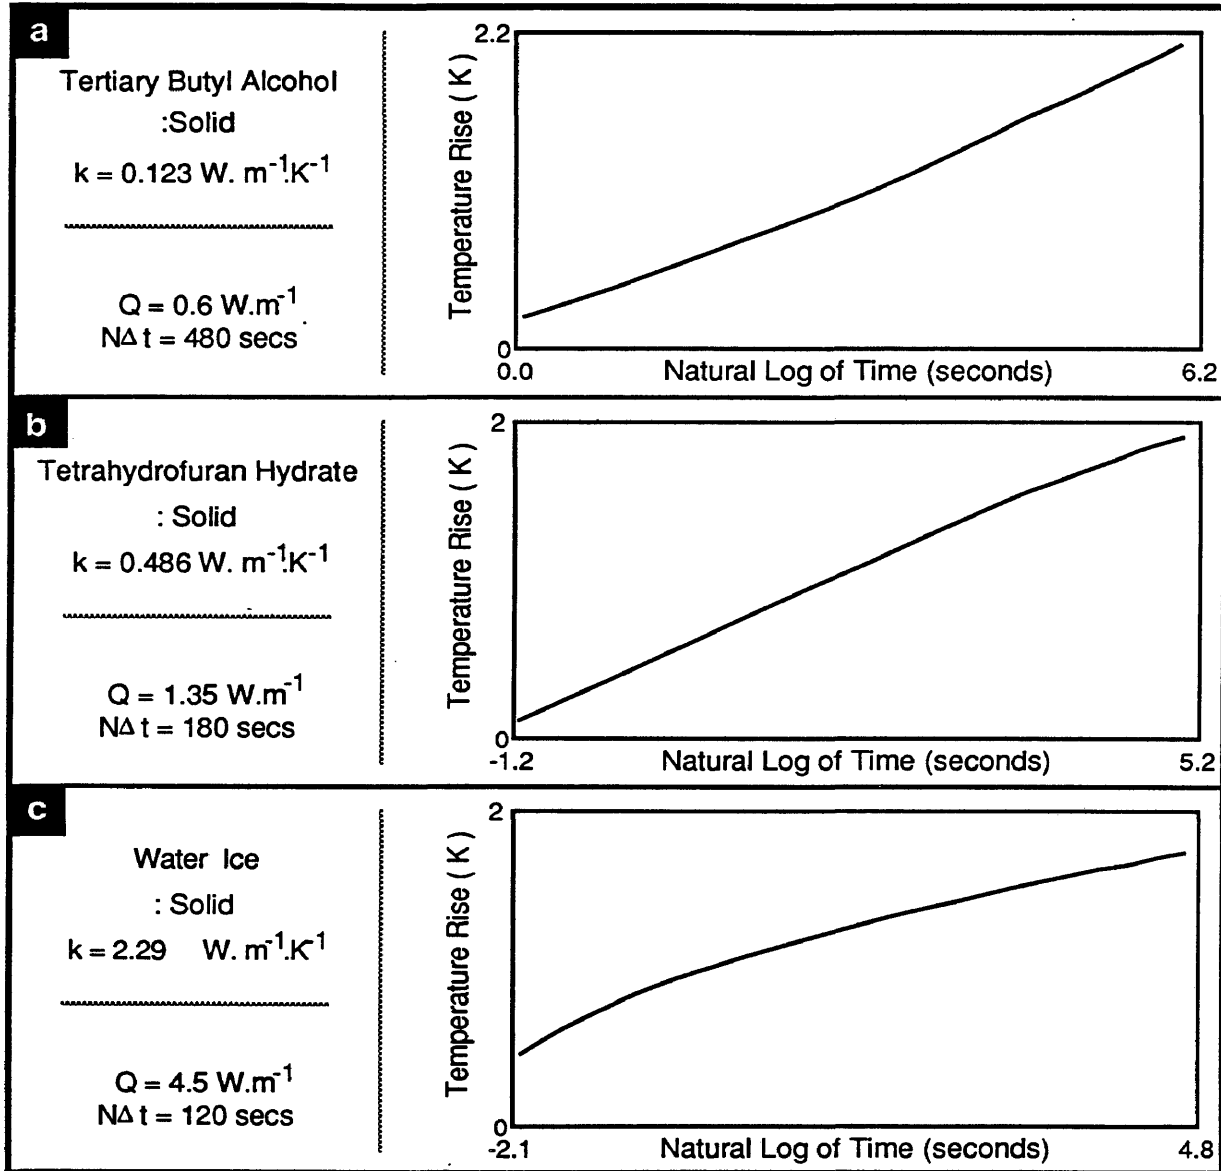 a
Tertiary Butyl Alcohol
:Solid
k = 0.123 W. m⁻¹.K⁻¹
Q = 0.6 W.m⁻¹
NΔ t = 480 secs
2.2
Temperature Rise ( K )
0
0.0
Natural Log of Time (seconds)
6.2
b
Tetrahydrofuran Hydrate
: Solid
k = 0.486 W. m⁻¹.K⁻¹
Q = 1.35 W.m⁻¹
NΔ t = 180 secs
2
Temperature Rise ( K )
0
-1.2
Natural Log of Time (seconds)
5.2
c
Water Ice
: Solid
k = 2.29 W. m⁻¹.K⁻¹
Q = 4.5 W.m⁻¹
NΔ t = 120 secs
2
Temperature Rise ( K )
0
-2.1
Natural Log of Time (seconds)
4.8